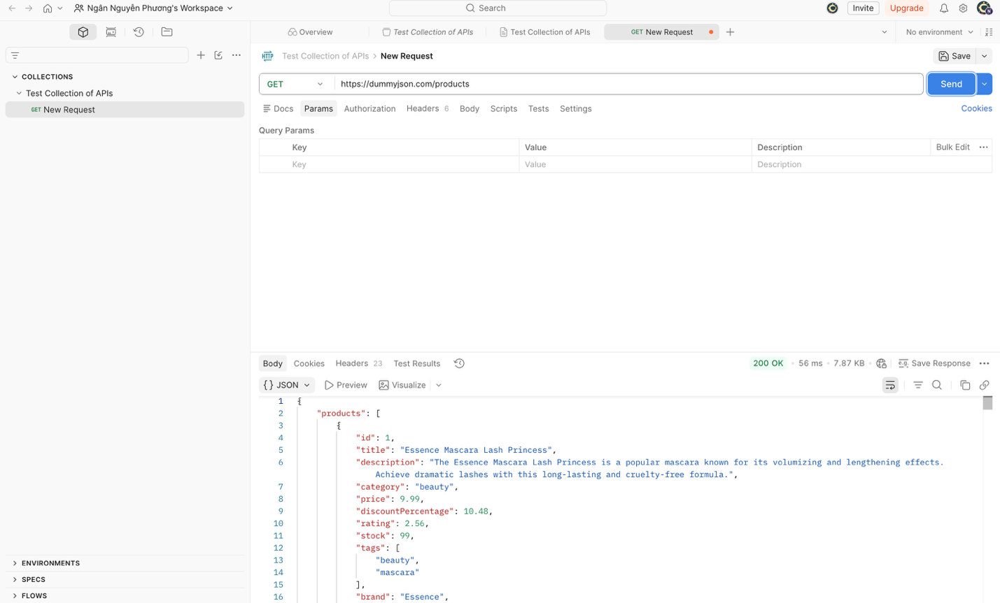 Ngân Nguyễn Phương's Workspace
Search
Invite
Upgrade
Overview
Test Collection of APIs
Test Collection of APIs
GET New Request
No environment
Test Collection of APIs > New Request
Save
COLLECTIONS
Test Collection of APIs
GET New Request
GET
https://dummyjson.com/products
Send
Docs Params Authorization Headers 6 Body Scripts Tests Settings
Cookies
Query Params
Key Value Description Bulk Edit
Key Value Description
Body Cookies Headers 23 Test Results
200 OK • 56 ms • 7.87 KB
e.g. Save Response
{} JSON Preview Visualize
1 {
2 "products": [
3 {
4 "id": 1,
5 "title": "Essence Mascara Lash Princess",
6 "description": "The Essence Mascara Lash Princess is a popular mascara known for its volumizing and lengthening effects.
Achieve dramatic lashes with this long-lasting and cruelty-free formula.",
7 "category": "beauty",
8 "price": 9.99,
9 "discountPercentage": 10.48,
10 "rating": 2.56,
11 "stock": 99,
12 "tags": [
13 "beauty",
14 "mascara"
15 ],
16 "brand": "Essence",
ENVIRONMENTS
SPECS
FLOWS
HTTP
N